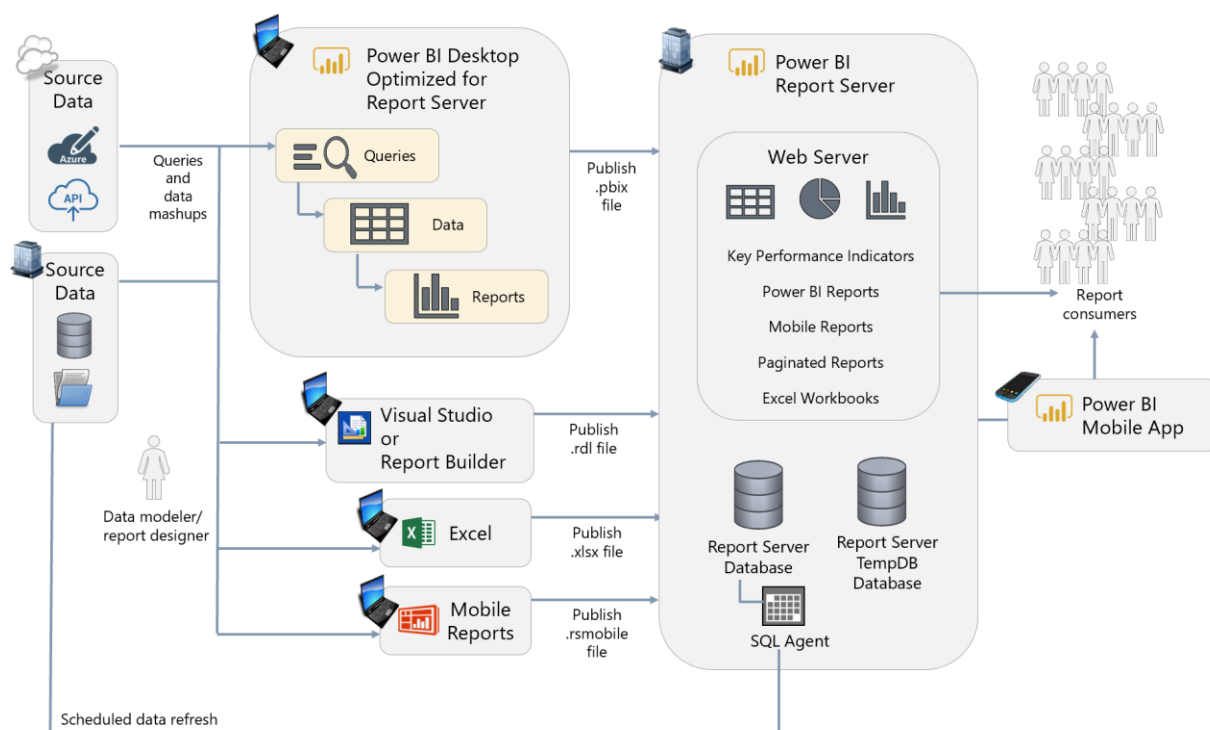 Source
Data
Azure
API
Queries
and
data
mashups
Source
Data
Data modeler/
report designer
Scheduled data refresh
Power BI Desktop
Optimized for
Report Server
Queries
Data
Reports
Publish
.pbix
file
Visual Studio
or
Report Builder
Publish
.rdl file
Excel
Publish
.xlsx file
Mobile
Reports
Publish
.rsmobile
file
Power BI
Report Server
Web Server
Key Performance Indicators
Power BI Reports
Mobile Reports
Paginated Reports
Excel Workbooks
Report Server
Database
Report Server
TempDB
Database
SQL Agent
Report
consumers
Power BI
Mobile App